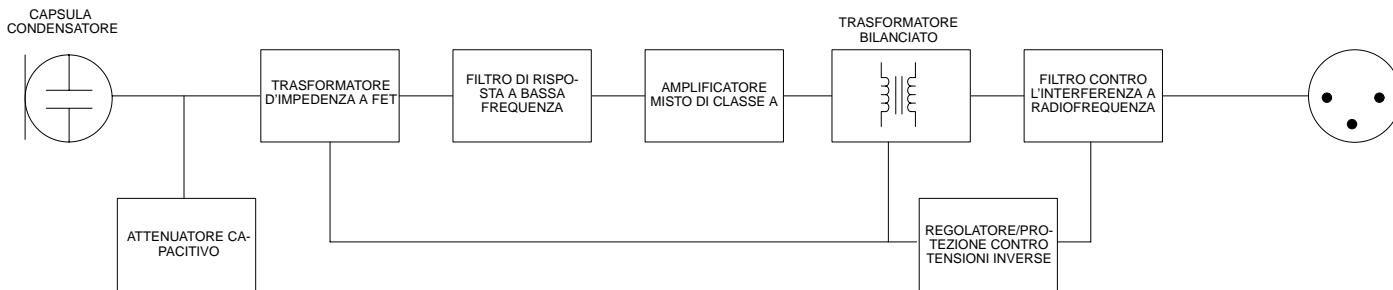 CAPSULA
CONDENSATORE
TRASFORMATORE
D'IMPEDENZA A FET
FILTRO DI RISPO-
STA A BASSA
FREQUENZA
AMPLIFICATORE
MISTO DI CLASSE A
TRASFORMATORE
BILANCIATO
FILTRO CONTRO
L'INTERFERENZA A
RADIOFREQUENZA
ATTENUATORE CA-
PACITIVO
REGOLATORE/PRO-
TEZIONE CONTRO
TENSIONI INVERSE